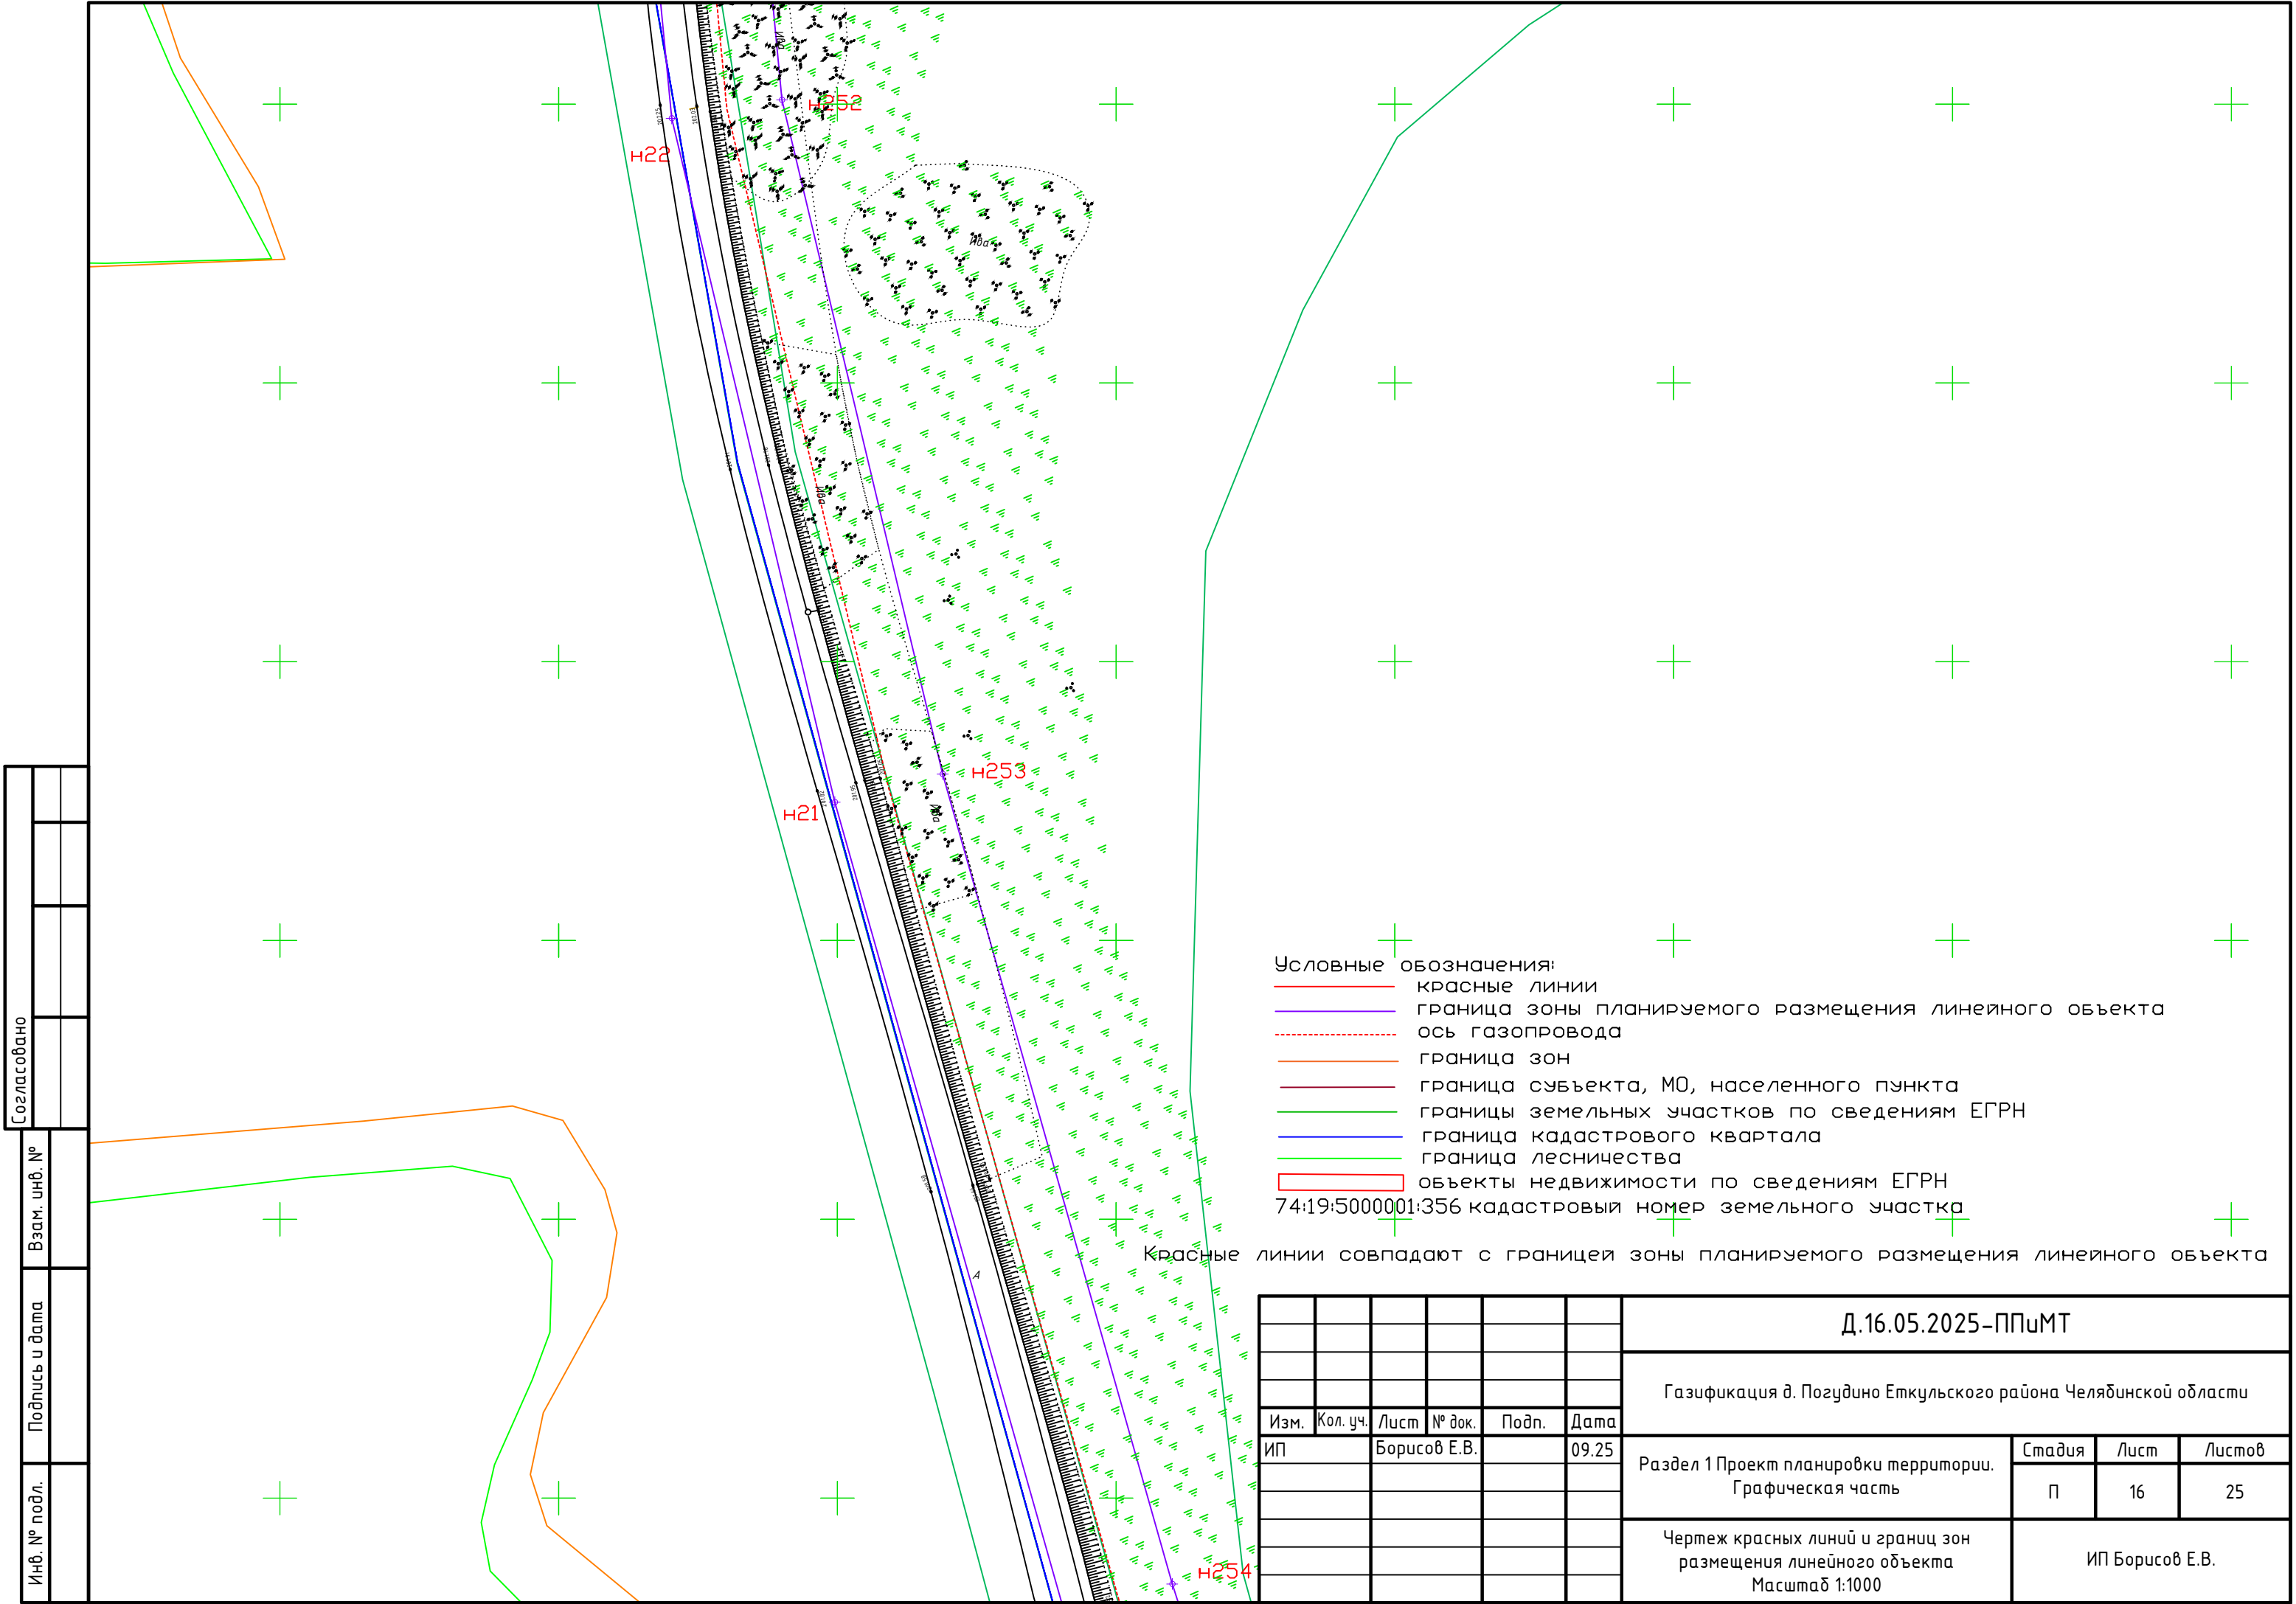 Ива
н252
н22
Ива
Ива
н253
н21
Ива
А
н254
Условные обозначения:
красные линии
граница зоны планируемого размещения линейного объекта
ось газопровода
граница зон
граница субъекта, МО, населенного пункта
границы земельных участков по сведениям ЕГРН
граница кадастрового квартала
граница лесничества
объекты недвижимости по сведениям ЕГРН
74:19:5000001:356 кадастровый номер земельного участка
Красные линии совпадают с границей зоны планируемого размещения линейного объекта
Согласовано
Взам. инв. №
Подпись и дата
Инв. № подл.
Д.16.05.2025-ППиМТ
Газификация д. Погудино Еткульского района Челябинской области
Изм. Кол. уч. Лист № док. Подп. Дата
ИП Борисов Е.В. 09.25
Раздел 1 Проект планировки территории.
Графическая часть
Стадия Лист Листов
П 16 25
Чертеж красных линий и границ зон
размещения линейного объекта
Масштаб 1:1000
ИП Борисов Е.В.